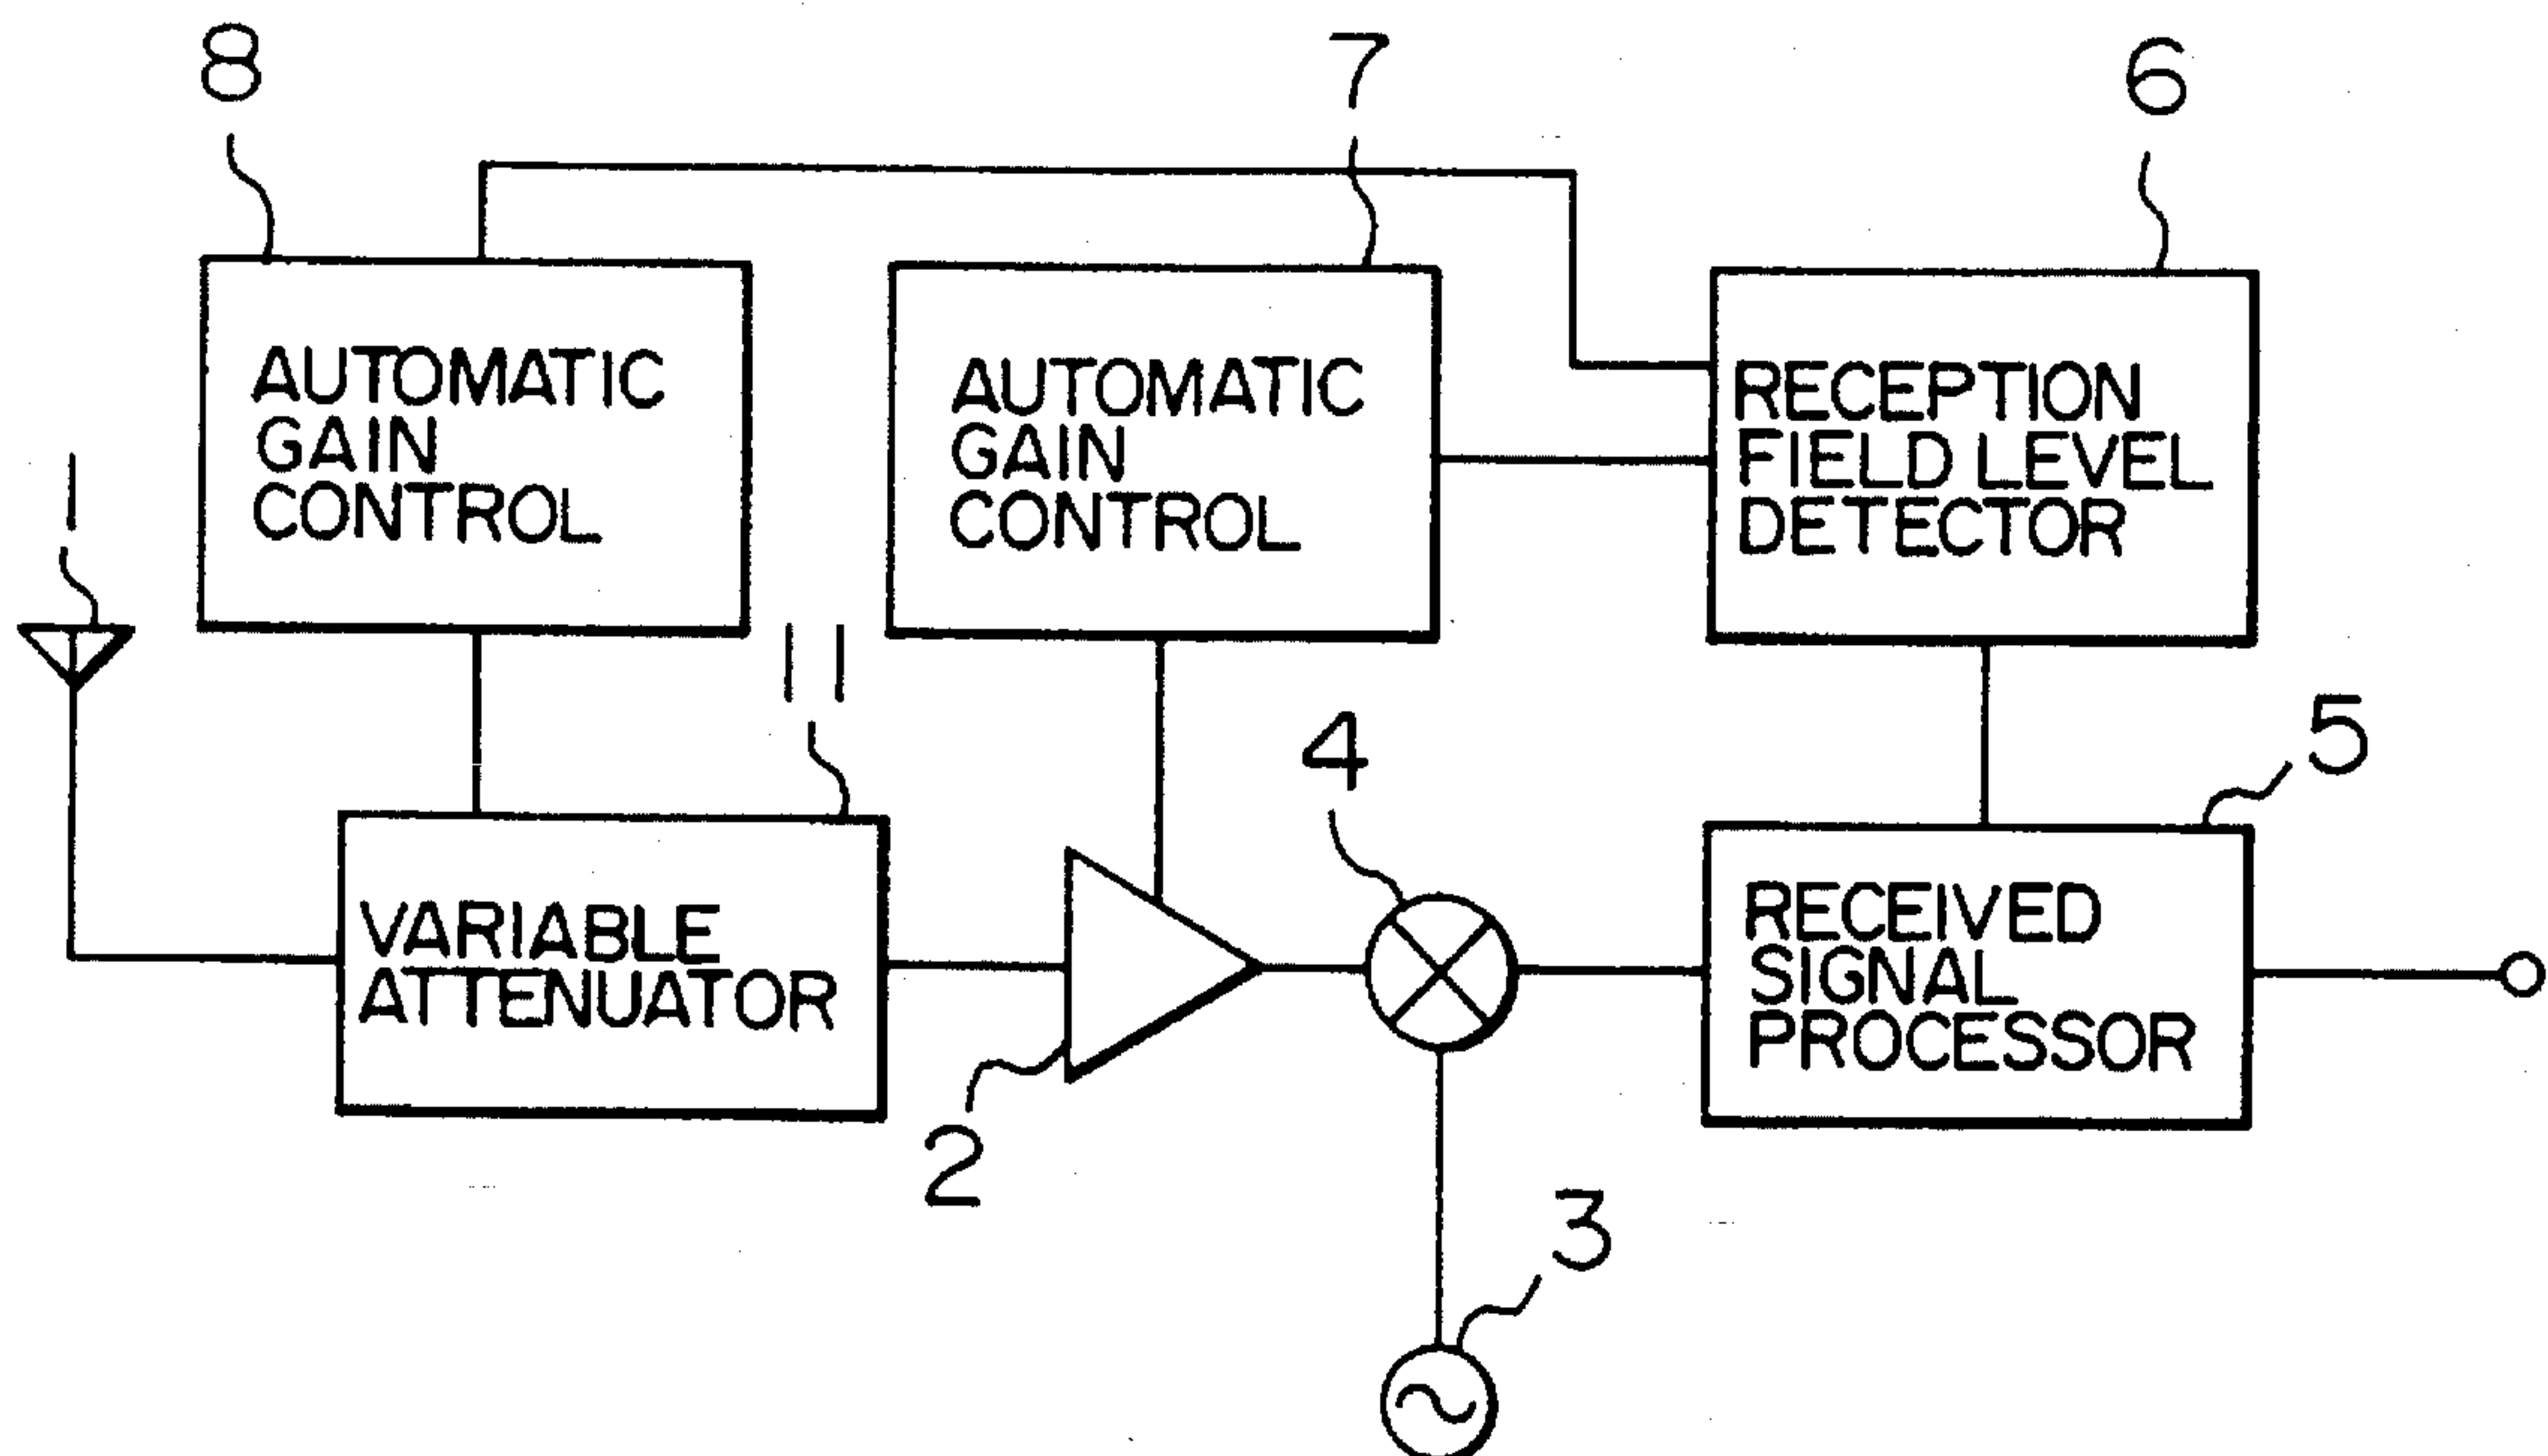 8
7
6
AUTOMATIC
GAIN
CONTROL
AUTOMATIC
GAIN
CONTROL
RECEPTION
FIELD LEVEL
DETECTOR
1
11
4
5
VARIABLE
ATTENUATOR
RECEIVED
SIGNAL
PROCESSOR
2
3